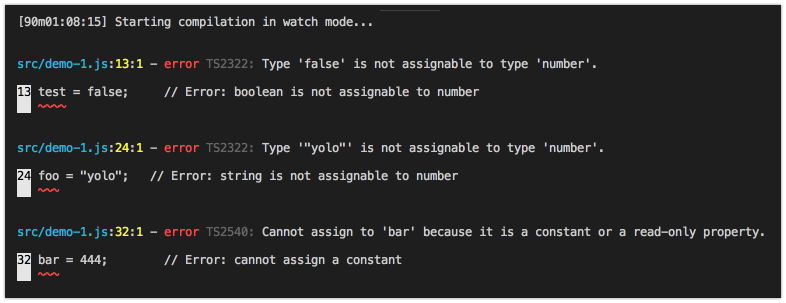 [90m01:08:15] Starting compilation in watch mode...
src/demo-1.js:13:1 – error TS2322: Type 'false' is not assignable to type 'number'.
13 test = false;     // Error: boolean is not assignable to number
src/demo-1.js:24:1 – error TS2322: Type '"yolo"' is not assignable to type 'number'.
24 foo = "yolo";   // Error: string is not assignable to number
src/demo-1.js:32:1 – error TS2540: Cannot assign to 'bar' because it is a constant or a read-only property.
32 bar = 444;        // Error: cannot assign a constant